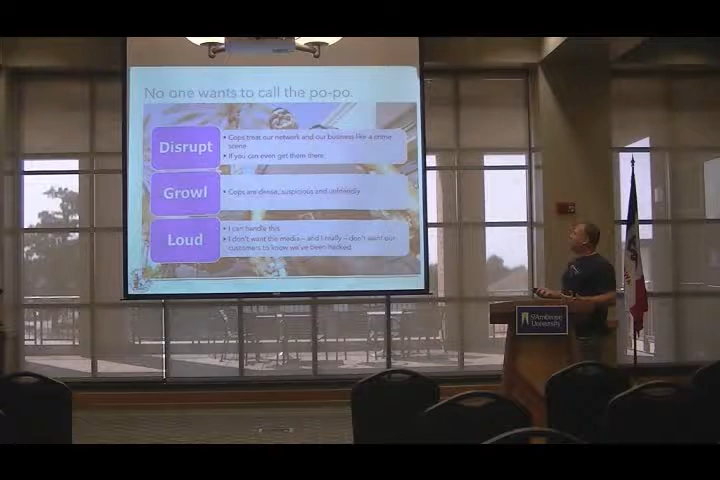 No one wants to call the po-po.
Disrupt
• Cops treat our network and our business like a crime
scene
• If you can even get them there
Growl
• Cops are dense, suspicious and unfriendly
Loud
• I can handle this
• I don't want the media – and I really – don't want our
customers to know we've been hacked
St. Ambrose
University